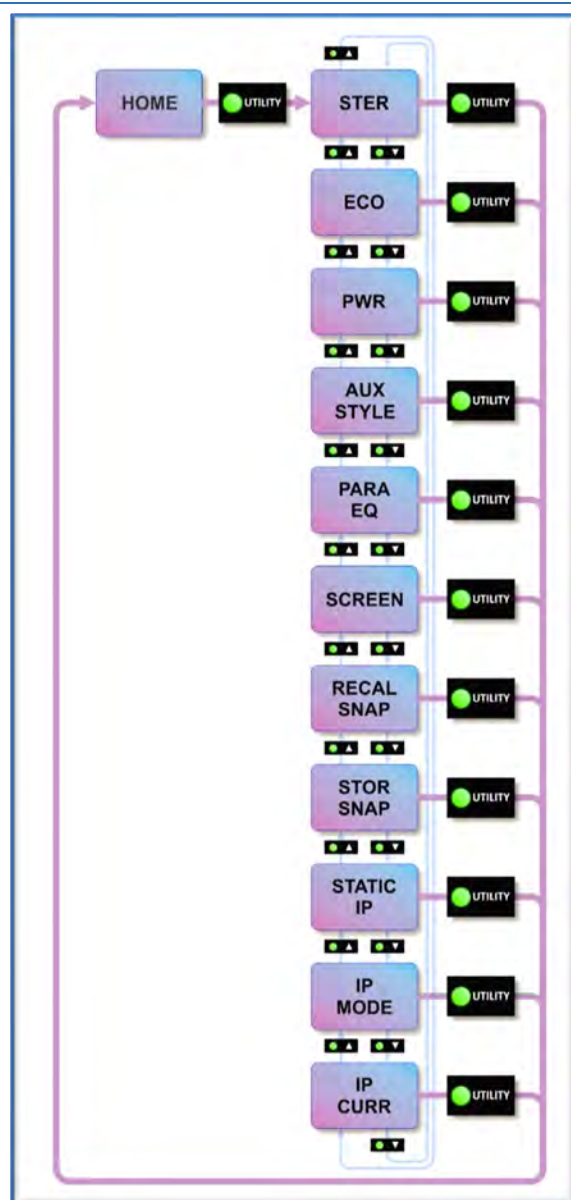 HOME
UTILITY
STER
UTILITY
ECO
UTILITY
PWR
UTILITY
AUX
STYLE
UTILITY
PARA
EQ
UTILITY
SCREEN
UTILITY
RECAL
SNAP
UTILITY
STOR
SNAP
UTILITY
STATIC
IP
UTILITY
IP
MODE
UTILITY
IP
CURR
UTILITY